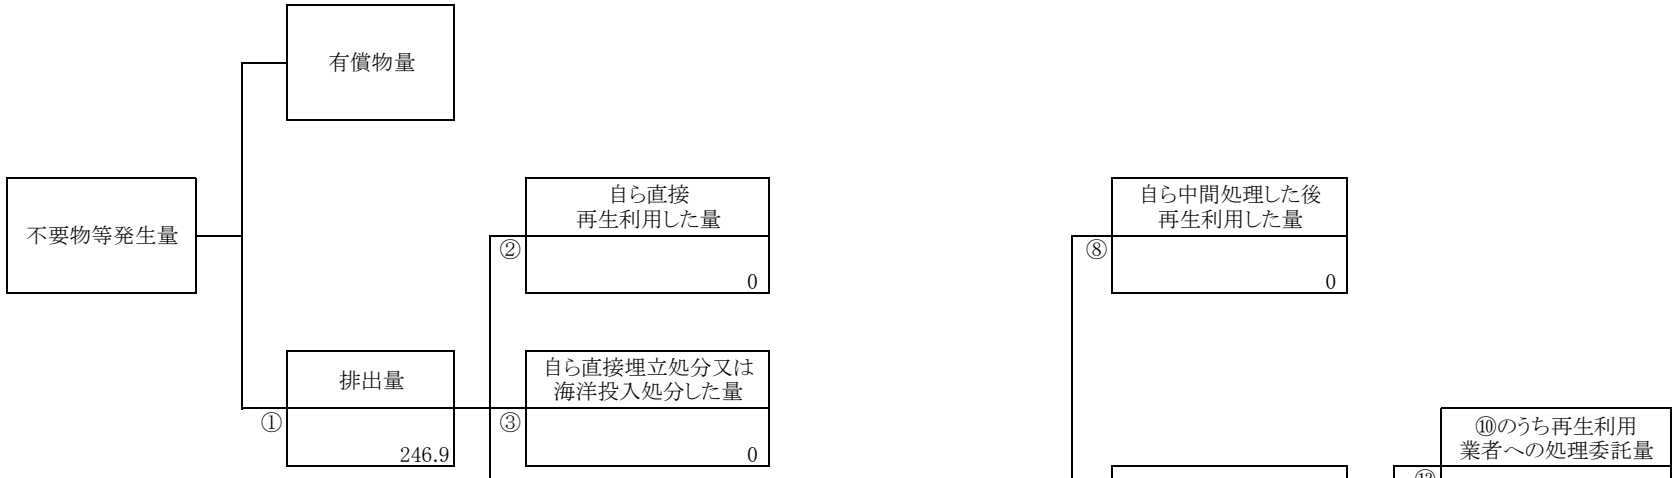 有償物量
不要物等発生量
自ら直接
再生利用した量
②
0
自ら中間処理した後
再生利用した量
⑧
0
排出量
①
246.9
自ら直接埋立処分又は
海洋投入処分した量
③
0
⑩のうち再生利用
業者への処理委託量